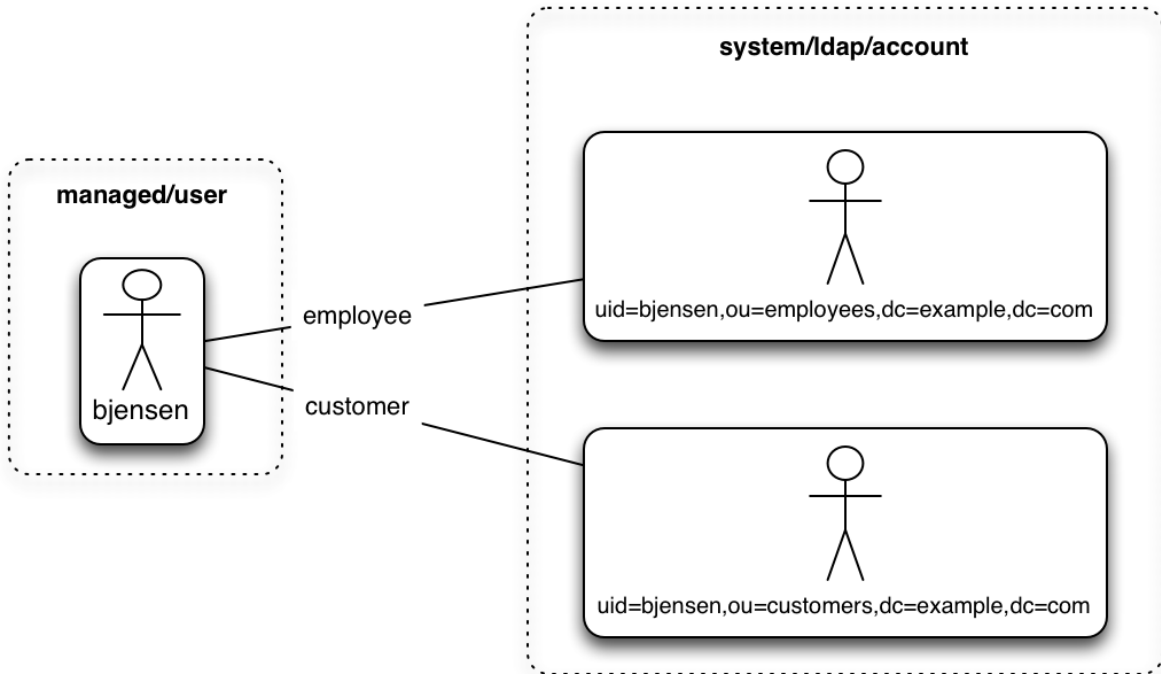 system/ldap/account
managed/user
uid=bjensen,ou=employees,dc=example,dc=com
employee
bjensen
customer
uid=bjensen,ou=customers,dc=example,dc=com